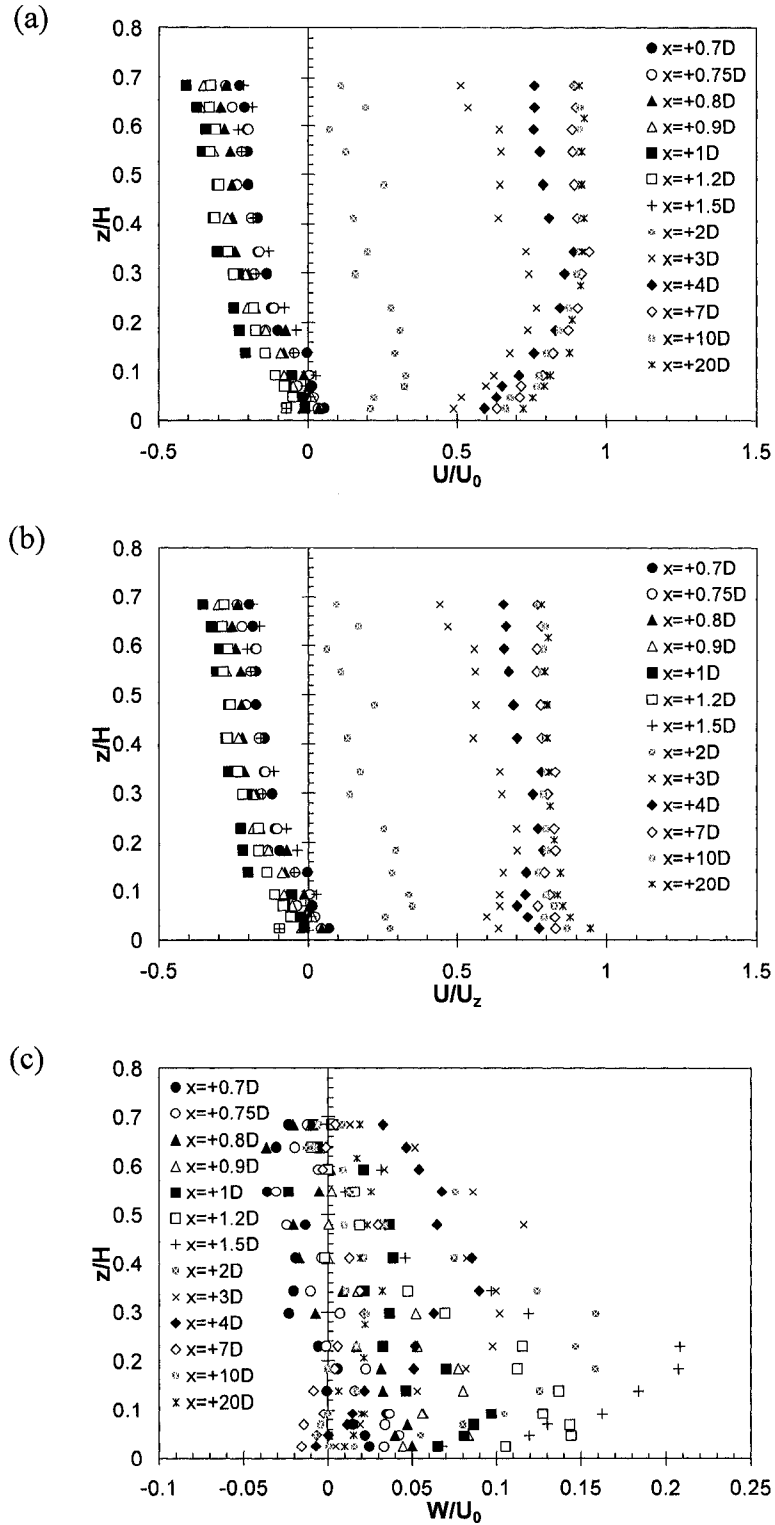 (a)
0.8
0.7
0.6
0.5
z/H
0.4
0.3
0.2
0.1
0
-0.5
0
0.5
1
1.5
U/U₀
x=+0.7D
x=+0.75D
x=+0.8D
x=+0.9D
x=+1D
x=+1.2D
x=+1.5D
x=+2D
x=+3D
x=+4D
x=+7D
x=+10D
x=+20D
(b)
0.8
0.7
0.6
0.5
z/H
0.4
0.3
0.2
0.1
0
-0.5
0
0.5
1
1.5
U/U_z
x=+0.7D
x=+0.75D
x=+0.8D
x=+0.9D
x=+1D
x=+1.2D
x=+1.5D
x=+2D
x=+3D
x=+4D
x=+7D
x=+10D
x=+20D
(c)
0.8
0.7
0.6
0.5
z/H
0.4
0.3
0.2
0.1
0
x=+0.7D
x=+0.75D
x=+0.8D
x=+0.9D
x=+1D
x=+1.2D
x=+1.5D
x=+2D
x=+3D
x=+4D
x=+7D
x=+10D
x=+20D
-0.1
-0.05
0
0.05
0.1
0.15
0.2
0.25
W/U₀